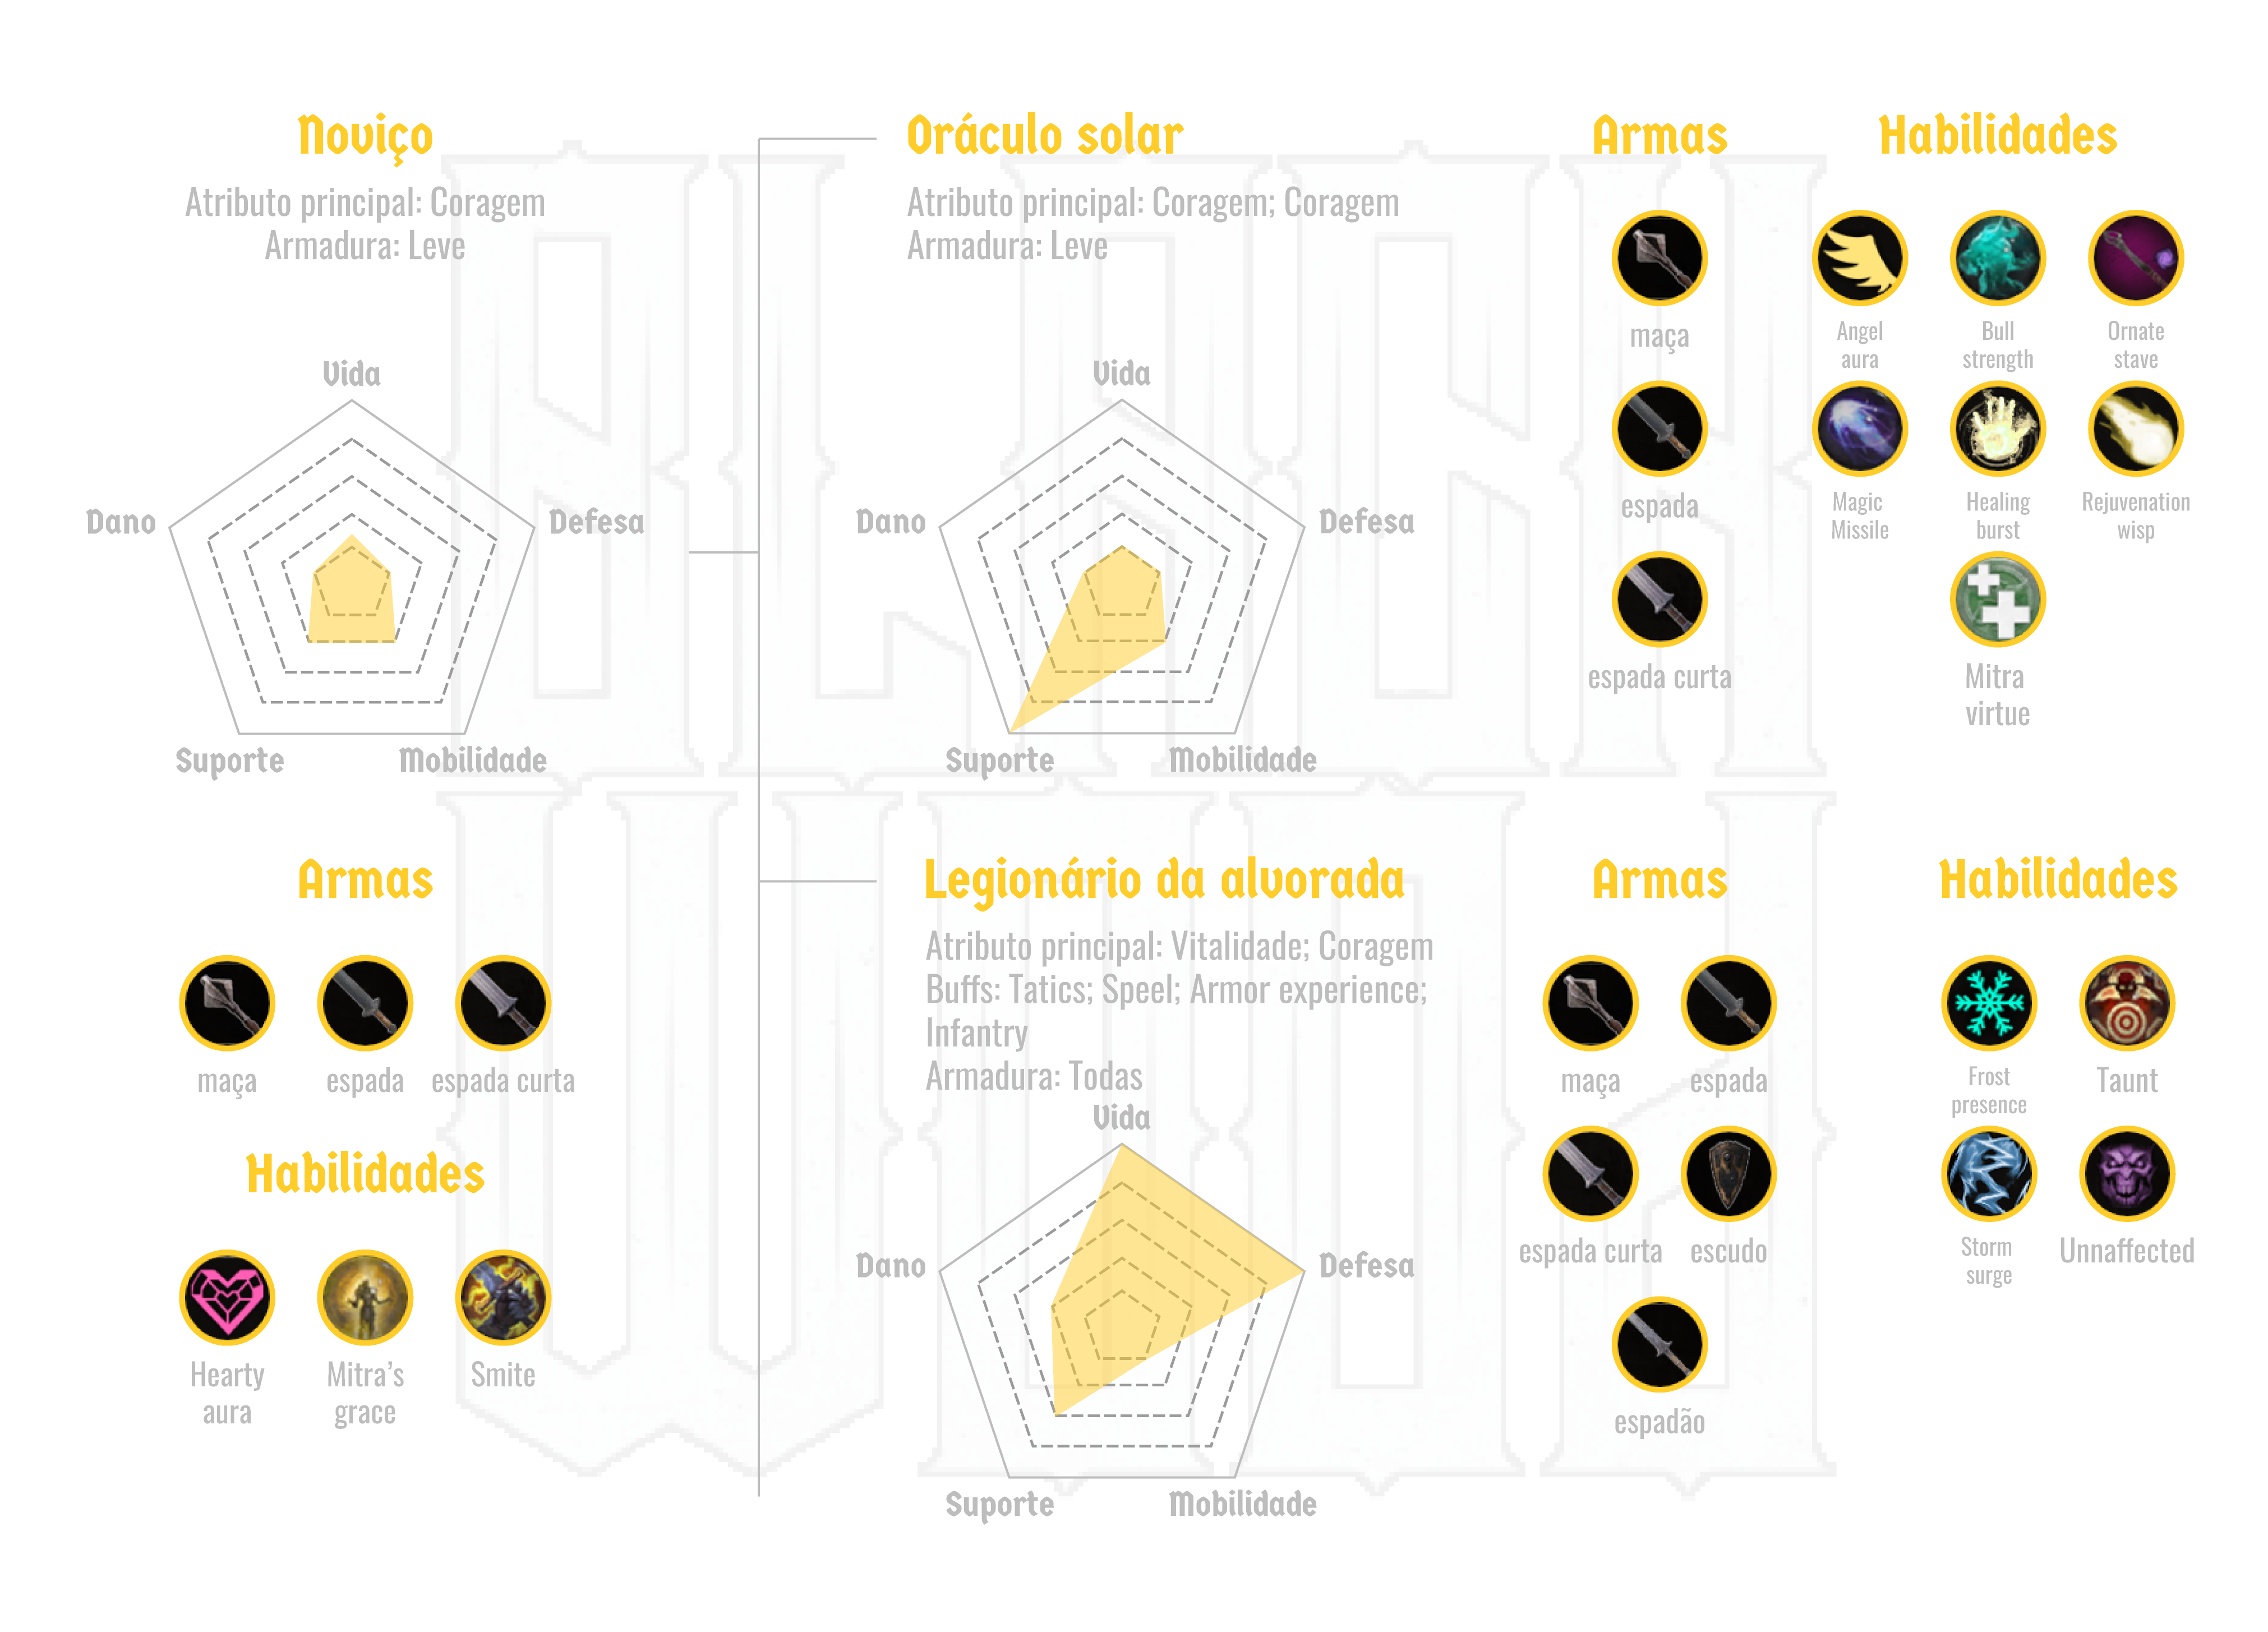 Noviço
Atributo principal: Coragem
Armadura: Leve
Vida
Dano
Defesa
Suporte
Mobilidade
Armas
maça
espada
espada curta
Habilidades
Hearty
aura
Mitra’s
grace
Smite
Oráculo solar
Atributo principal: Coragem; Coragem
Armadura: Leve
Vida
Dano
Defesa
Suporte
Mobilidade
Armas
maça
espada
espada curta
Habilidades
Angel
aura
Bull
strength
Ornate
stave
Magic
Missile
Healing
burst
Rejuvenation
wisp
Mitra
virtue
Legionário da alvorada
Atributo principal: Vitalidade; Coragem
Buffs: Tatics; Speel; Armor experience;
Infantry
Armadura: Todas
Vida
Dano
Defesa
Suporte
Mobilidade
Armas
maça
espada
espada curta
escudo
espadão
Habilidades
Frost
presence
Taunt
Storm
surge
Unnaffected